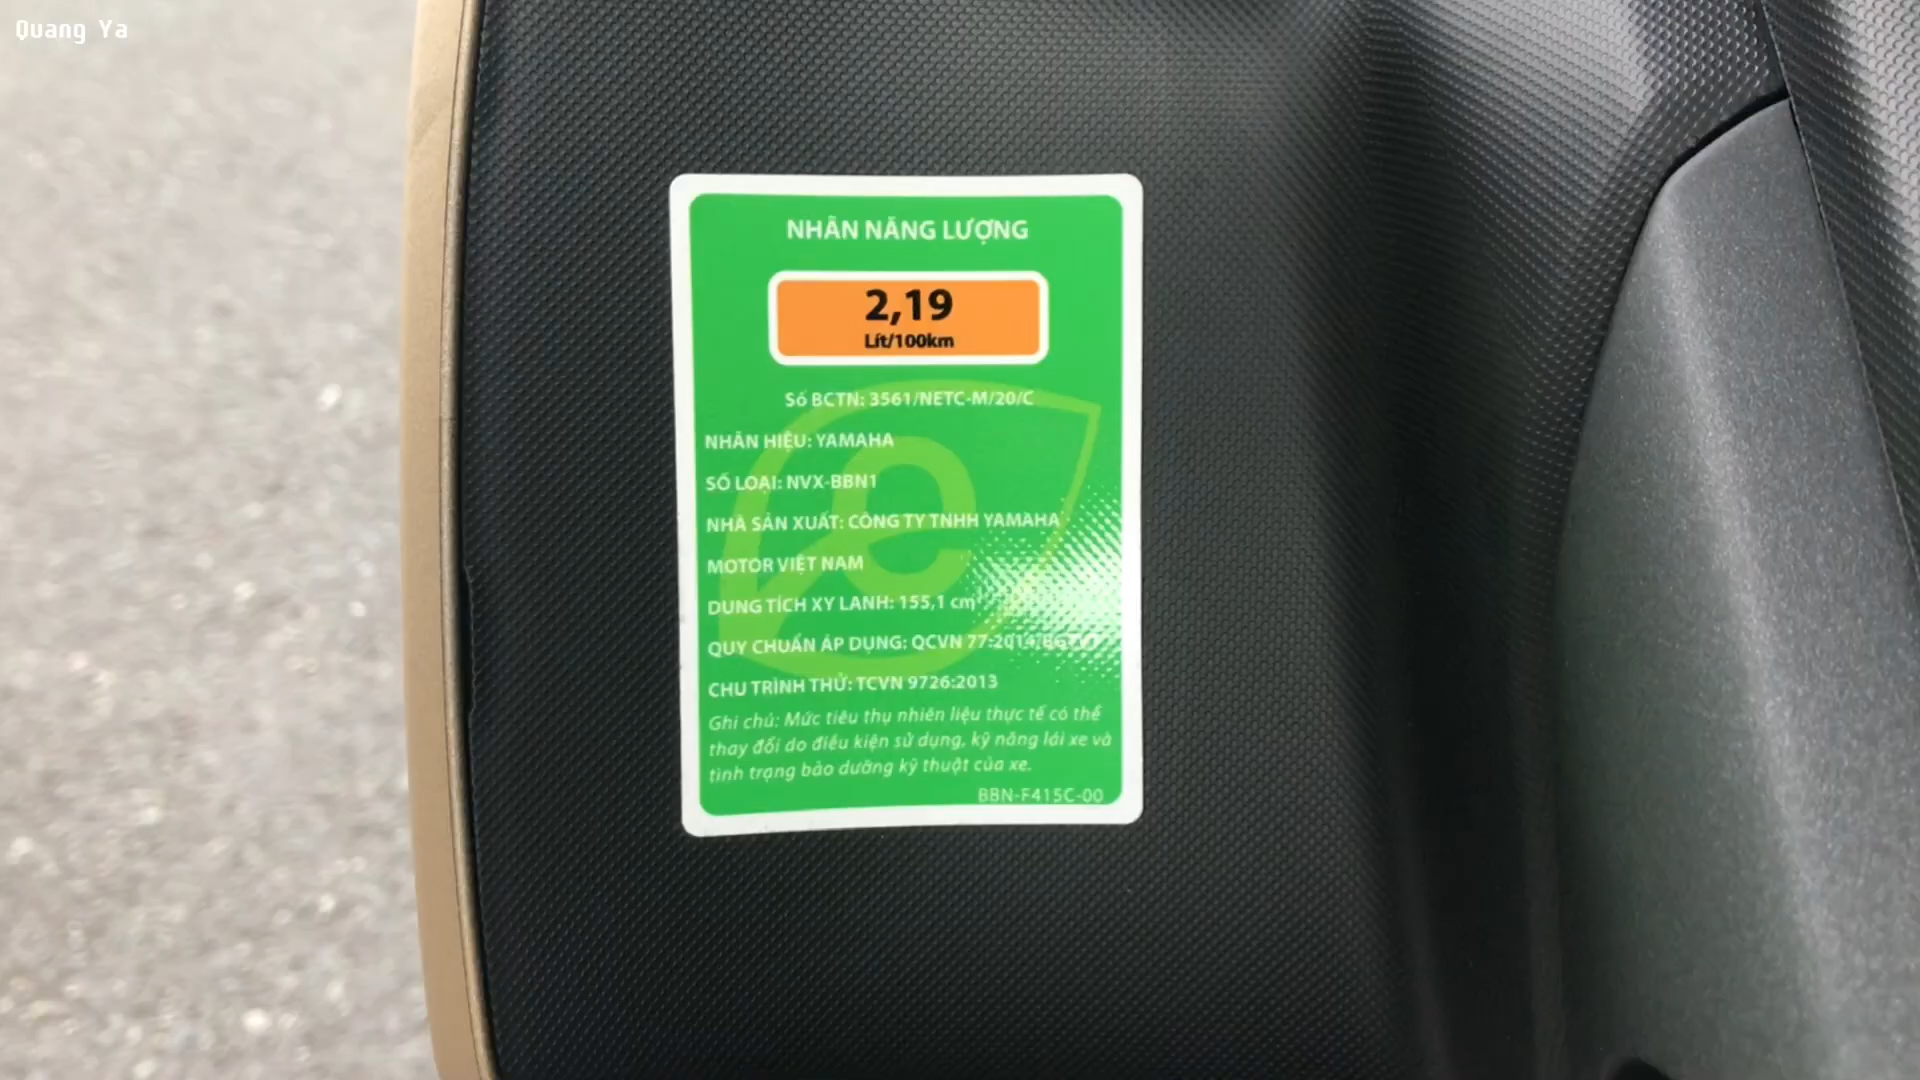 Quang Ya
NHÃN NĂNG LƯỢNG
2,19
Lít/100km
Số BCTN: 3561/NETC-M/20/C
NHÃN HIỆU: YAMAHA
SỐ LOẠI: NVX-BBN1
NHÀ SẢN XUẤT: CÔNG TY TNHH YAMAHA
MOTOR VIỆT NAM
DUNG TÍCH XY LANH: 155,1 cm³
QUY CHUẨN ÁP DỤNG: QCVN 77:2014/BGTVT
CHU TRÌNH THỬ: TCVN 9726:2013
Ghi chú: Mức tiêu thụ nhiên liệu thực tế có thể
thay đổi do điều kiện sử dụng, kỹ năng lái xe và
tình trạng bảo dưỡng kỹ thuật của xe.
BBN-F415C-00